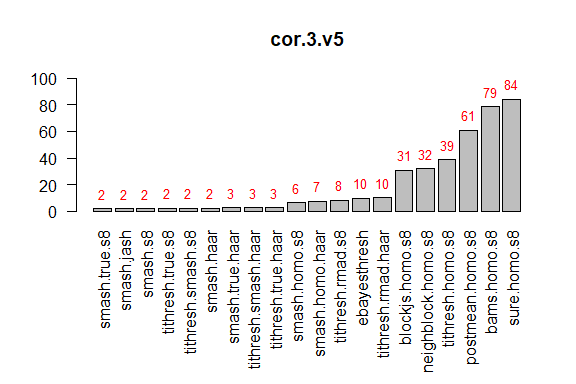 cor.3.v5
100
80
60
40
20
0
2
2
2
2
2
2
3
3
3
6
7
8
10
10
31
32
39
61
79
84
smash.true.s8
smash.jash
smash.s8
tithresh.true.s8
tithresh.smash.s8
smash.haar
smash.true.haar
tithresh.smash.haar
tithresh.true.haar
smash.homo.s8
smash.homo.haar
tithresh.rmad.s8
ebayesthresh
tithresh.rmad.haar
blockjs.homo.s8
neighblock.homo.s8
tithresh.homo.s8
postmean.homo.s8
bams.homo.s8
sure.homo.s8